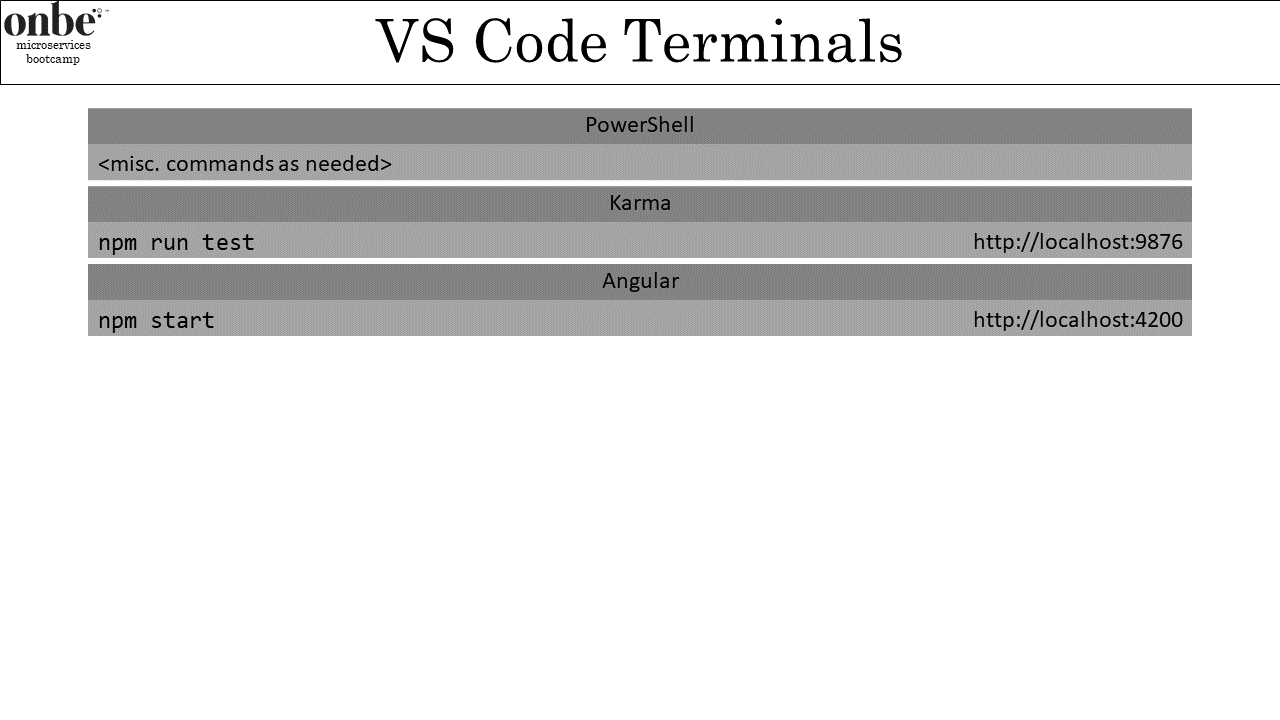 onbe
microservices
bootcamp
VS Code Terminals
PowerShell
<misc. commands as needed>
Karma
npm run test http://localhost:9876
Angular
npm start http://localhost:4200